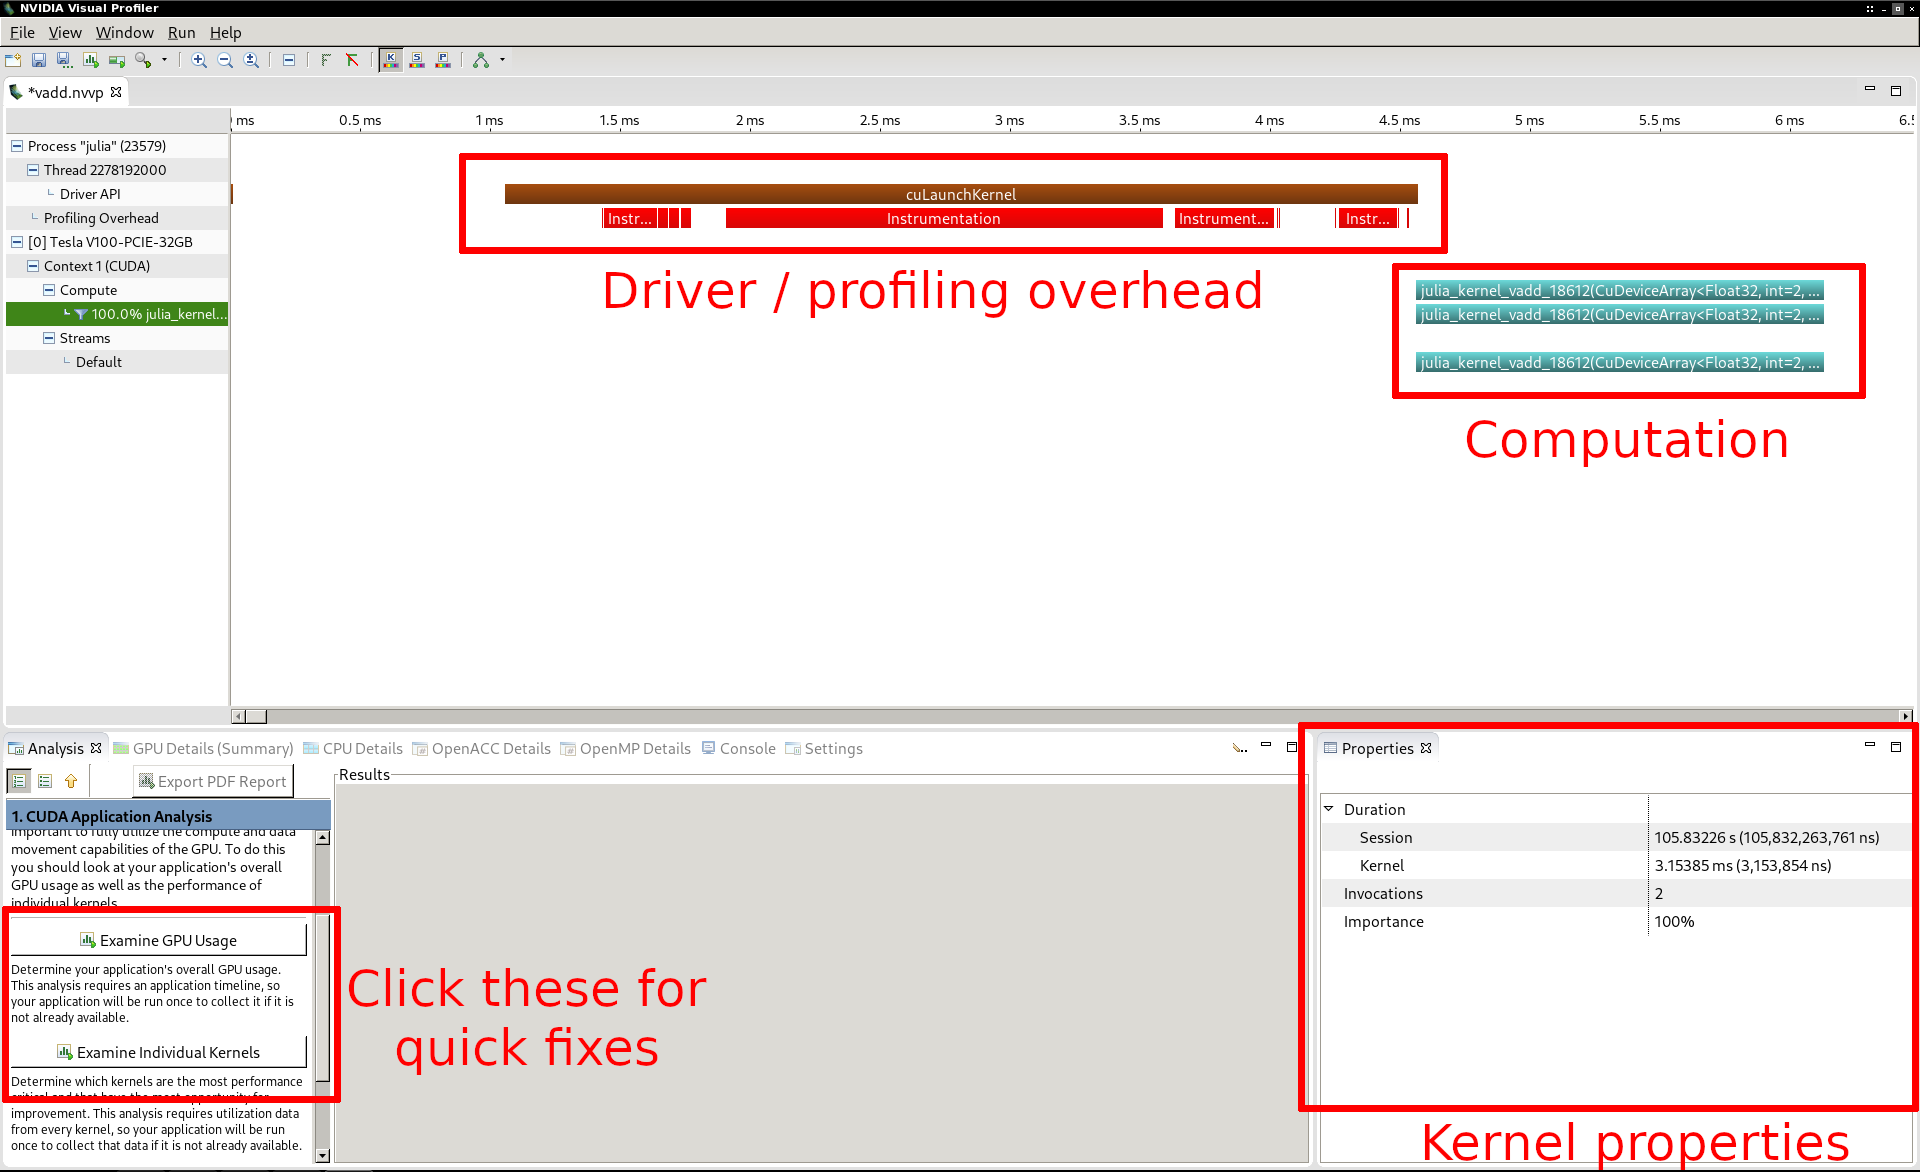 NVIDIA Visual Profiler
File View Window Run Help
*vadd.nvvp
ms 0.5 ms 1 ms 1.5 ms 2 ms 2.5 ms 3 ms 3.5 ms 4 ms 4.5 ms 5 ms 5.5 ms 6 ms 6.5
Process "julia" (23579)
Thread 2278192000
Driver API
cuLaunchKernel
Profiling Overhead
Instr... Instrumentation Instrument... Instr...
[0] Tesla V100-PCIE-32GB
Context 1 (CUDA)
Driver / profiling overhead
Compute
julia_kernel_vadd_18612(CuDeviceArray<Float32, int=2, ...
100.0% julia_kernel...
julia_kernel_vadd_18612(CuDeviceArray<Float32, int=2, ...
Streams
Default
julia_kernel_vadd_18612(CuDeviceArray<Float32, int=2, ...
Computation
Analysis GPU Details (Summary) CPU Details OpenACC Details OpenMP Details Console Settings
Export PDF Report
Results
1. CUDA Application Analysis
important to fully utilize the compute and data
movement capabilities of the GPU. To do this
you should look at your application's overall
GPU usage as well as the performance of
individual kernels.
Examine GPU Usage
Determine your application's overall GPU usage.
This analysis requires an application timeline, so
your application will be run once to collect it if it is
not already available.
Examine Individual Kernels
Determine which kernels are the most performance
critical and that have the most opportunity for
improvement. This analysis requires utilization data
from every kernel, so your application will be run
once to collect that data if it is not already available.
Click these for
quick fixes
Properties
Duration
Session 105.83226 s (105,832,263,761 ns)
Kernel 3.15385 ms (3,153,854 ns)
Invocations 2
Importance 100%
Kernel properties